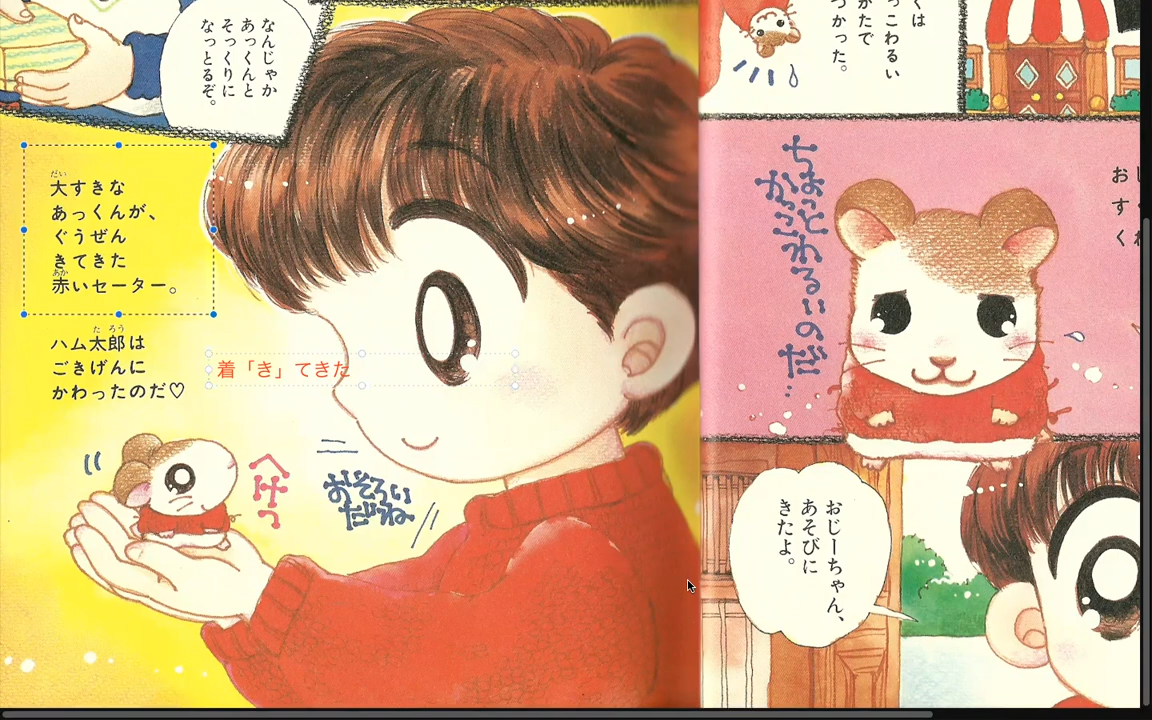 なんじゃか
あっくんと
そっくりに
なっとるぞ。
大すきな
あっくんが、
ぐうぜん
きてきた
赤いセーター。
ハム太郎は
ごきげんに
かわったのだ♡
着「き」てきた
へけっ
おそろい
だね
くは
っこわるい
かたで
つかった。
ちょっと
かっこ
わるい
のだ…
おじーちゃん、
あそびに
きたよ。